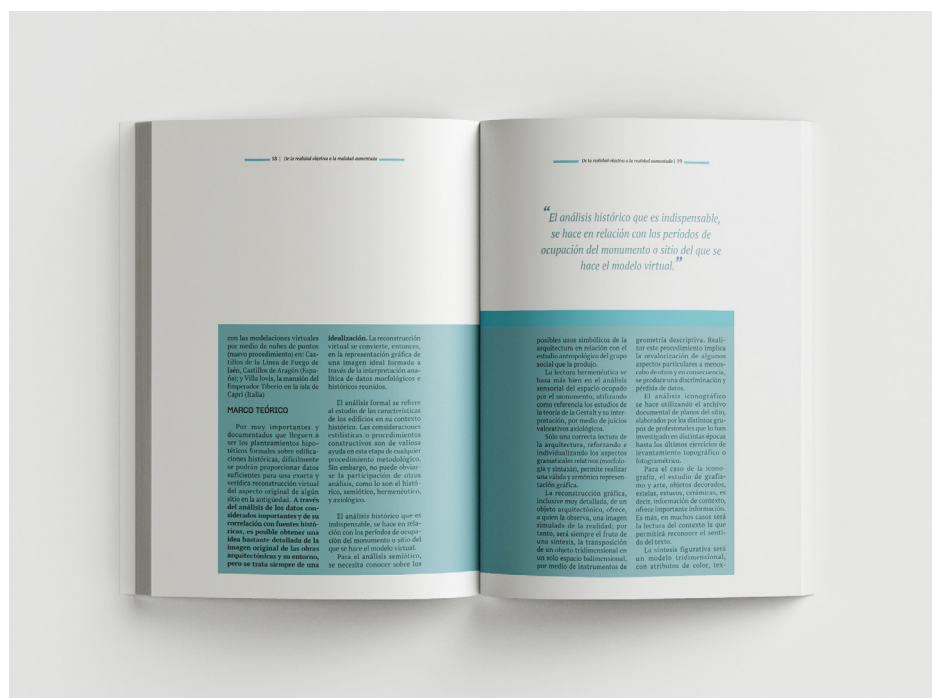 58 | De la realidad objetiva a la realidad aumentada
con las modelaciones virtuales
por medio de nubes de puntos
(nuevo procedimiento) en: Cas-
tillos de la Línea de Fuego de
Jaén, Castillos de Aragón (Espa-
ña); y Villa Jovis, la mansión del
Emperador Tiberio en la isla de
Capri (Italia)
MARCO TEÓRICO
Por muy importantes y
documentados que lleguen a
ser los planteamientos hipo-
téticos formales sobre edifica-
ciones históricas, difícilmente
se podrán proporcionar datos
suficientes para una exacta y
verídica reconstrucción virtual
del aspecto original de algún
sitio en la antigüedad. A través
del análisis de los datos con-
siderados importantes y de su
correlación con fuentes histó-
ricas, es posible obtener una
idea bastante detallada de la
imagen original de las obras
arquitectónicas y su entorno,
pero se trata siempre de una
idealización. La reconstrucción
virtual se convierte, entonces,
en la representación gráfica de
una imagen ideal formada a
través de la interpretación ana-
lítica de datos morfológicos e
históricos reunidos.
El análisis formal se refiere
al estudio de las características
de los edificios en su contexto
histórico. Las consideraciones
estilísticas o procedimientos
constructivos son de valiosa
ayuda en esta etapa de cualquier
procedimiento metodológico.
Sin embargo, no puede obviar-
se la participación de otros
análisis, como lo son el histó-
rico, semiótico, hermenéutico,
y axiológico.
El análisis histórico que es
indispensable, se hace en rela-
ción con los períodos de ocupa-
ción del monumento o sitio del
que se hace el modelo virtual.
Para el análisis semiótico,
se necesita conocer sobre los
De la realidad objetiva a la realidad aumentada | 59
“El análisis histórico que es indispensable,
se hace en relación con los períodos de
ocupación del monumento o sitio del que se
hace el modelo virtual.”
posibles usos simbólicos de la
arquitectura en relación con el
estudio antropológico del grupo
social que la produjo.
La lectura hermenéutica se
basa más bien en el análisis
sensorial del espacio ocupado
por el monumento, utilizando
como referencia los estudios de
la teoría de la Gestalt y su inter-
pretación, por medio de juicios
valorativos axiológicos.
Sólo una correcta lectura de
la arquitectura, reforzando e
individualizando los aspectos
gramaticales relativos (morfolo-
gía y sintaxis), permite realizar
una válida y armónica represen-
tación gráfica.
La reconstrucción gráfica,
inclusive muy detallada, de un
objeto arquitectónico, ofrece,
a quien la observa, una imagen
simulada de la realidad; por
tanto, será siempre el fruto de
una síntesis, la transposición
de un objeto tridimensional en
un solo espacio bidimensional,
por medio de instrumentos de
geometría descriptiva. Reali-
zar este procedimiento implica
la revalorización de algunos
aspectos particulares a menos-
cabo de otros y en consecuencia,
se produce una discriminación y
pérdida de datos.
El análisis iconográfico
se hace utilizando el archivo
documental de planos del sitio,
elaborados por los distintos gru-
pos de profesionales que lo han
investigado en distintas épocas
hasta los últimos ejercicios de
levantamiento topográfico o
fotogramétrico.
Para el caso de la icono-
grafía, el estudio de grafis-
mo y arte, objetos decorados,
estelas, estucos, cerámicas, es
decir, información de contexto,
ofrece importante información.
Es más, en muchos casos será
la lectura del contexto la que
permitirá reconocer el senti-
do del texto.
La síntesis figurativa será
un modelo tridimensional,
con atributos de color, tex-